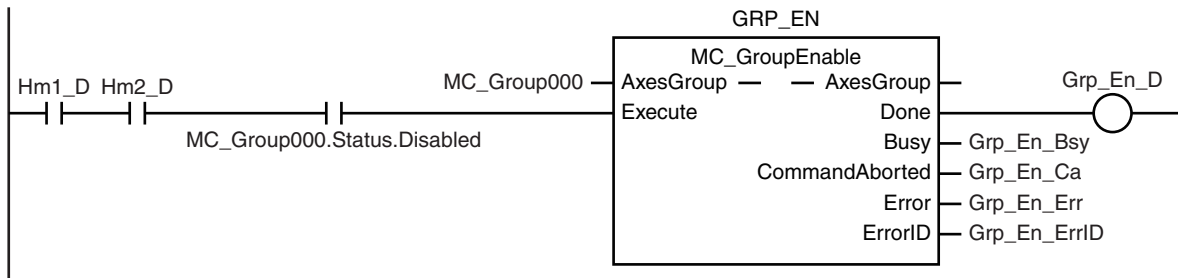 GRP_EN
MC_GroupEnable
Hm1_D Hm2_D
MC_Group000 AxesGroup AxesGroup
Grp_En_D
Execute Done
MC_Group000.Status.Disabled
Busy Grp_En_Bsy
CommandAborted Grp_En_Ca
Error Grp_En_Err
ErrorID Grp_En_ErrID